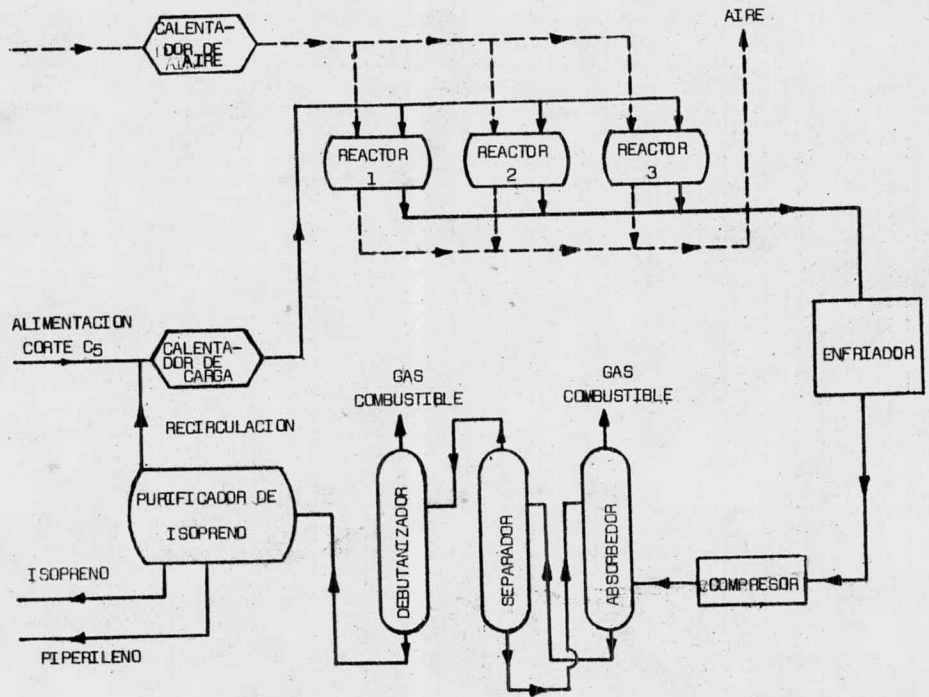 AIRE
CALENTA-
DOR DE
AIRE
REACTOR
1
REACTOR
2
REACTOR
3
ALIMENTACION
CORTE C5
CALENTA-
DOR DE
CARGA
ENFRIADOR
GAS
COMBUSTIBLE
GAS
COMBUSTIBLE
RECIRCULACION
PURIFICADOR DE
ISOPRENO
DEBUTANIZADOR
SEPARADOR
ABSORBEDOR
COMPRESOR
ISOPRENO
PIPERILENO